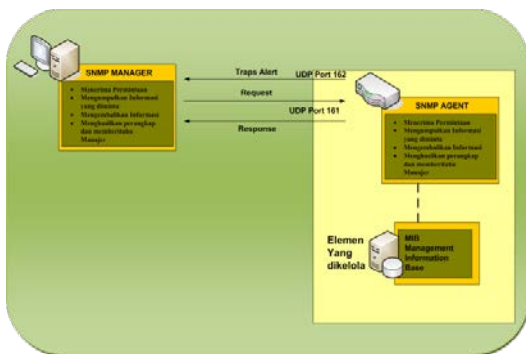 SNMP MANAGER
• Menerima Permintaan
• Mengumpulkan Informasi
yang diminta
• Mengembalikan Informasi
• Menghasilkan perangkap
dan memberitahu
Manajer
Traps Alert
UDP Port 162
Request
UDP Port 161
Response
SNMP AGENT
• Menerima Permintaan
• Mengumpulkan Informasi
yang diminta
• Mengembalikan Informasi
• Menghasilkan perangkap
dan memberitahu
Manajer
Elemen
Yang
dikelola
MIB
Management
Information
Base